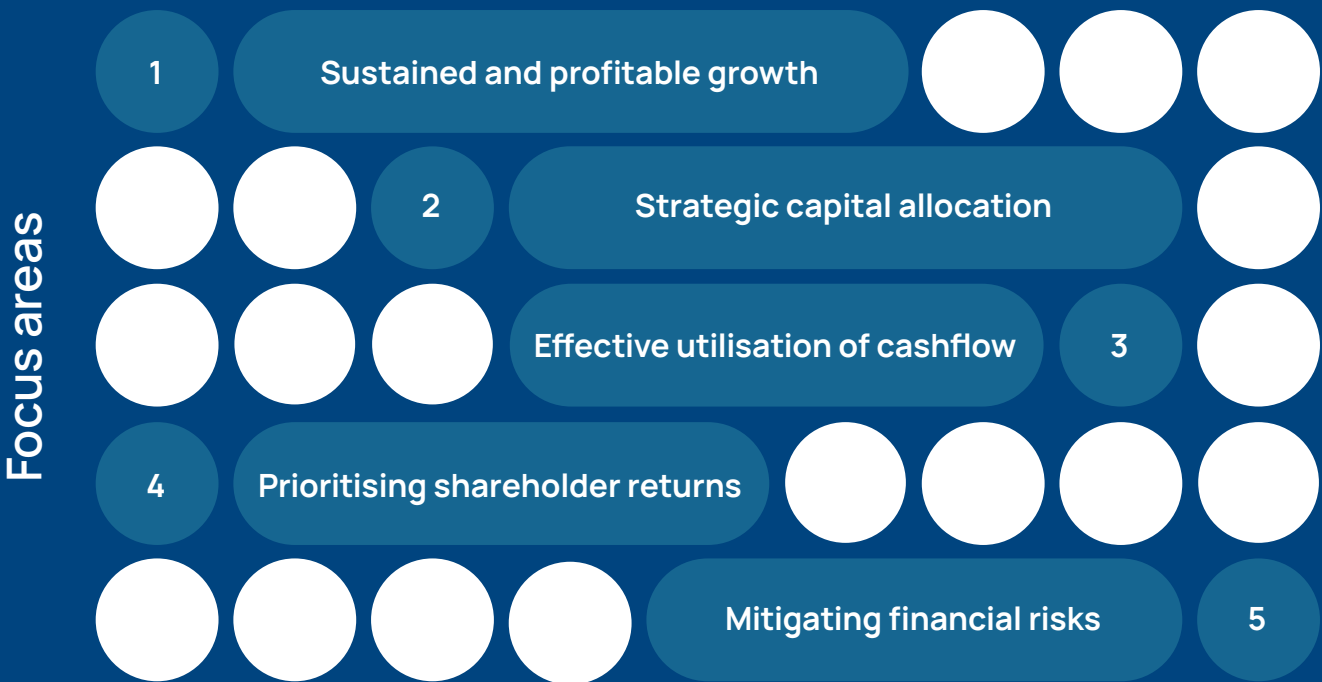 Focus areas
1
Sustained and profitable growth
2
Strategic capital allocation
Effective utilisation of cashflow
3
4
Prioritising shareholder returns
Mitigating financial risks
5